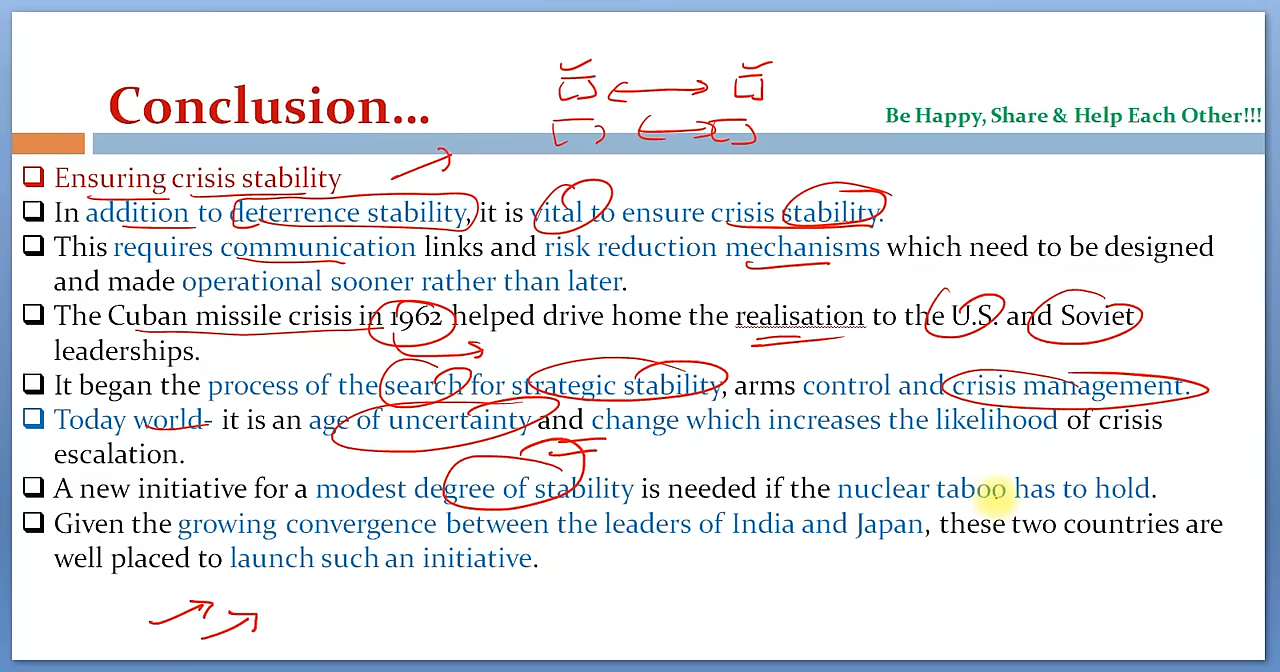 Conclusion...
Be Happy, Share & Help Each Other!!!
Ensuring crisis stability
In addition to deterrence stability, it is vital to ensure crisis stability.
This requires communication links and risk reduction mechanisms which need to be designed
and made operational sooner rather than later.
The Cuban missile crisis in 1962 helped drive home the realisation to the U.S. and Soviet
leaderships.
It began the process of the search for strategic stability, arms control and crisis management.
Today world- it is an age of uncertainty and change which increases the likelihood of crisis
escalation.
A new initiative for a modest degree of stability is needed if the nuclear taboo has to hold.
Given the growing convergence between the leaders of India and Japan, these two countries are
well placed to launch such an initiative.